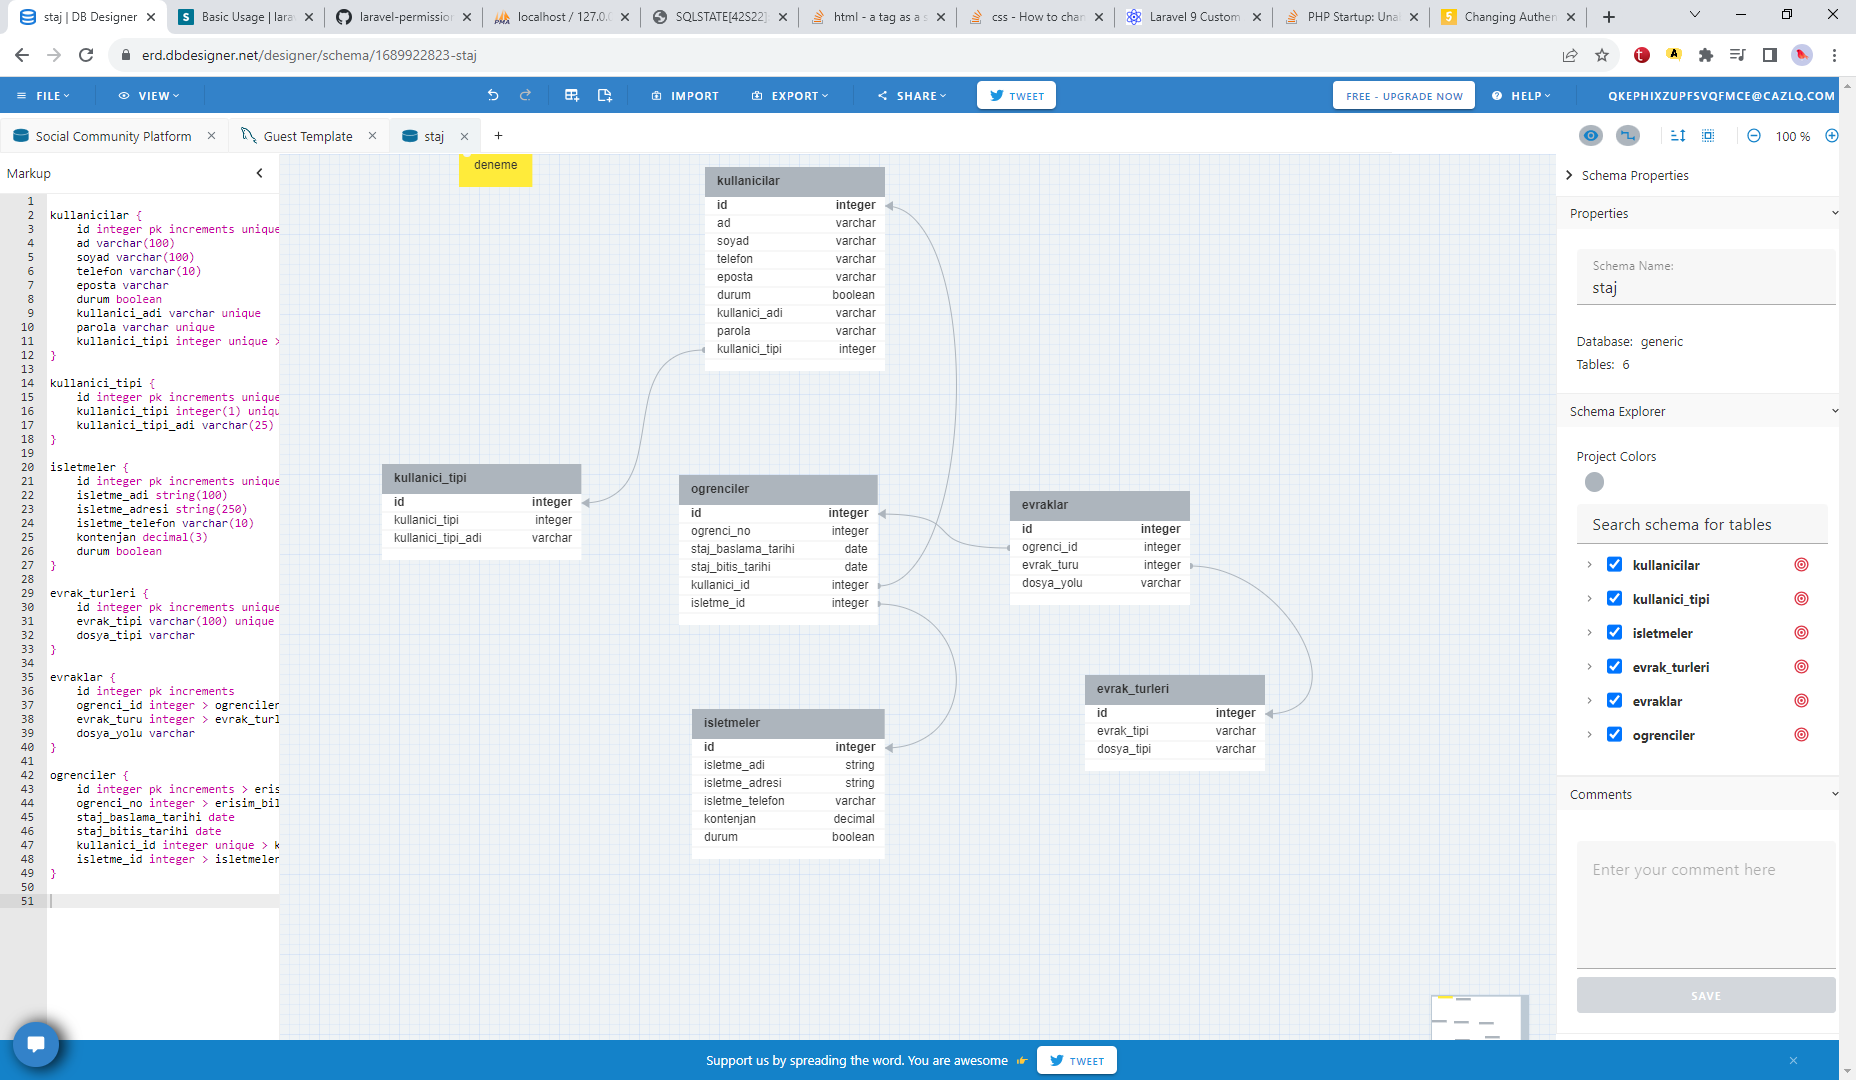 staj | DB Designer
Basic Usage | lara
laravel-permission
localhost / 127.0.0
SQLSTATE[42S22]
html - a tag as a s
css - How to chan
Laravel 9 Custom
PHP Startup: Una
Changing Authen
erd.dbdesigner.net/designer/schema/1689922823-staj
FILE
VIEW
IMPORT
EXPORT
SHARE
TWEET
FREE - UPGRADE NOW
HELP
QKEPHIXZUPFSVQFMCE@CAZLQ.COM
Social Community Platform
Guest Template
staj
100 %
Markup
1
2 kullanicilar {
3 id integer pk increments unique
4 ad varchar(100)
5 soyad varchar(100)
6 telefon varchar(10)
7 eposta varchar
8 durum boolean
9 kullanici_adi varchar unique
10 parola varchar unique
11 kullanici_tipi integer unique >
12 }
13
14 kullanici_tipi {
15 id integer pk increments unique
16 kullanici_tipi integer(1) uniqu
17 kullanici_tipi_adi varchar(25)
18 }
19
20 isletmeler {
21 id integer pk increments unique
22 isletme_adi string(100)
23 isletme_adresi string(250)
24 isletme_telefon varchar(10)
25 kontenjan decimal(3)
26 durum boolean
27 }
28
29 evrak_turleri {
30 id integer pk increments unique
31 evrak_tipi varchar(100) unique
32 dosya_tipi varchar
33 }
34
35 evraklar {
36 id integer pk increments
37 ogrenci_id integer > ogrenciler
38 evrak_turu integer > evrak_turl
39 dosya_yolu varchar
40 }
41
42 ogrenciler {
43 id integer pk increments > eris
44 ogrenci_no integer > erisim_bil
45 staj_baslama_tarihi date
46 staj_bitis_tarihi date
47 kullanici_id integer unique > k
48 isletme_id integer > isletmeler
49 }
50
51
deneme
kullanicilar
id integer
ad varchar
soyad varchar
telefon varchar
eposta varchar
durum boolean
kullanici_adi varchar
parola varchar
kullanici_tipi integer
kullanici_tipi
id integer
kullanici_tipi integer
kullanici_tipi_adi varchar
ogrenciler
id integer
ogrenci_no integer
staj_baslama_tarihi date
staj_bitis_tarihi date
kullanici_id integer
isletme_id integer
evraklar
id integer
ogrenci_id integer
evrak_turu integer
dosya_yolu varchar
evrak_turleri
id integer
evrak_tipi varchar
dosya_tipi varchar
isletmeler
id integer
isletme_adi string
isletme_adresi string
isletme_telefon varchar
kontenjan decimal
durum boolean
Schema Properties
Properties
Schema Name:
staj
Database: generic
Tables: 6
Schema Explorer
Project Colors
Search schema for tables
kullanicilar
kullanici_tipi
isletmeler
evrak_turleri
evraklar
ogrenciler
Comments
Enter your comment here
SAVE
Support us by spreading the word. You are awesome
TWEET